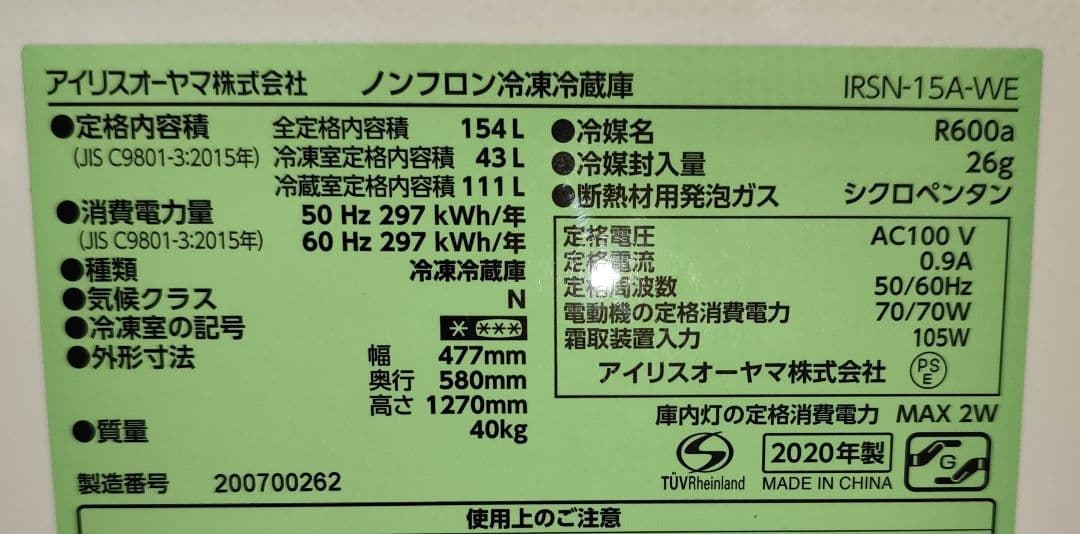 アイリスオーヤマ株式会社 ノンフロン冷凍冷蔵庫 IRSN-15A-WE
●定格内容積 全定格内容積 154 L
(JIS C9801-3:2015年) 冷凍室定格内容積 43 L
冷蔵室定格内容積 111 L
●消費電力量 50 Hz 297 kWh/年
(JIS C9801-3:2015年) 60 Hz 297 kWh/年
●種類 冷凍冷蔵庫
●気候クラス N
●冷凍室の記号 * ***
●外形寸法 幅 477mm
奥行 580mm
高さ 1270mm
●質量 40kg
製造番号 200700262
●冷媒名 R600a
●冷媒封入量 26g
●断熱材用発泡ガス シクロペンタン
定格電圧 AC100 V
定格電流 0.9A
定格周波数 50/60Hz
電動機の定格消費電力 70/70W
霜取装置入力 105W
アイリスオーヤマ株式会社 PS E
庫内灯の定格消費電力 MAX 2W
TÜVRheinland
2020年製
MADE IN CHINA
G
使用上のご注意